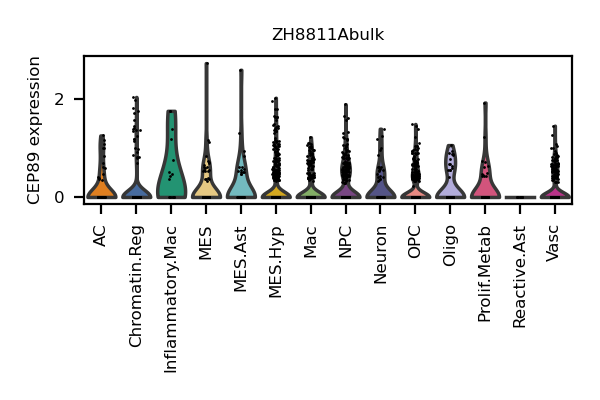 ZH8811Abulk
CEP89 expression
2
0
AC
Chromatin.Reg
Inflammatory.Mac
MES
MES.Ast
MES.Hyp
Mac
NPC
Neuron
OPC
Oligo
Prolif.Metab
Reactive.Ast
Vasc